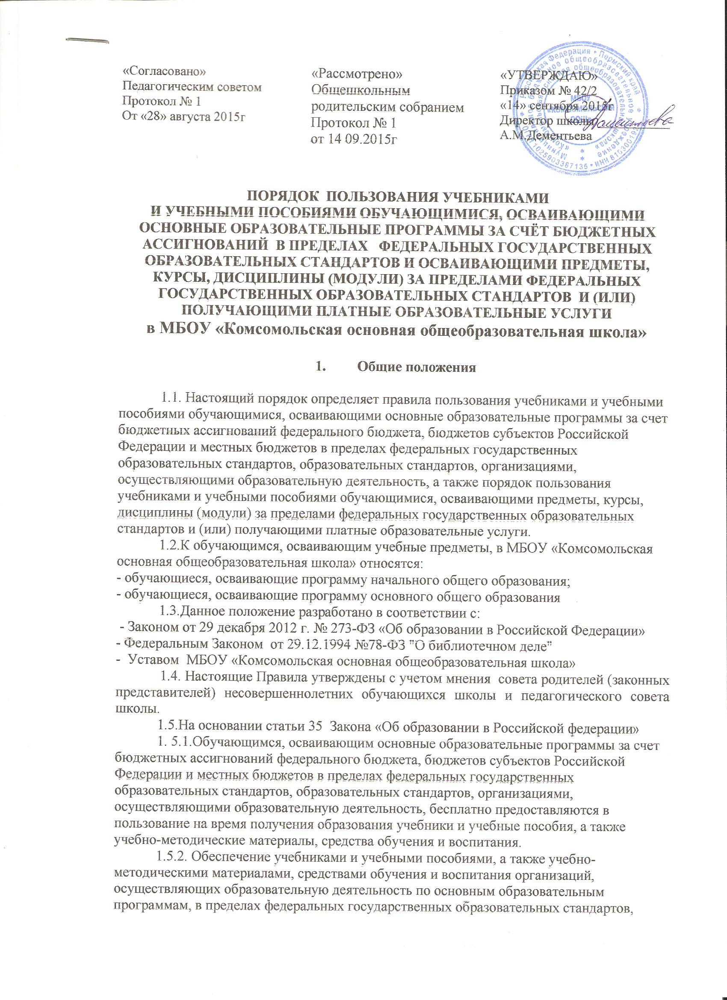 «Согласовано»
Педагогическим советом
Протокол № 1
От «28» августа 2015г
«Рассмотрено»
Общешкольным
родительским собранием
Протокол № 1
от 14 09.2015г
«УТВЕРЖДАЮ»
Приказом № 42/2
«14» сентября 2015г
Директор школы
А.М.Дементьева
Российская Федерация • Пермский край
МБОУ
«КОМСОМОЛЬСКАЯ
ООШ»
ПОРЯДОК ПОЛЬЗОВАНИЯ УЧЕБНИКАМИ
И УЧЕБНЫМИ ПОСОБИЯМИ ОБУЧАЮЩИМИСЯ, ОСВАИВАЮЩИМИ
ОСНОВНЫЕ ОБРАЗОВАТЕЛЬНЫЕ ПРОГРАММЫ ЗА СЧЁТ БЮДЖЕТНЫХ
АССИГНОВАНИЙ В ПРЕДЕЛАХ ФЕДЕРАЛЬНЫХ ГОСУДАРСТВЕННЫХ
ОБРАЗОВАТЕЛЬНЫХ СТАНДАРТОВ И ОСВАИВАЮЩИМИ ПРЕДМЕТЫ,
КУРСЫ, ДИСЦИПЛИНЫ (МОДУЛИ) ЗА ПРЕДЕЛАМИ ФЕДЕРАЛЬНЫХ
ГОСУДАРСТВЕННЫХ ОБРАЗОВАТЕЛЬНЫХ СТАНДАРТОВ И (ИЛИ)
ПОЛУЧАЮЩИМИ ПЛАТНЫЕ ОБРАЗОВАТЕЛЬНЫЕ УСЛУГИ
в МБОУ «Комсомольская основная общеобразовательная школа»
1. Общие положения
1.1. Настоящий порядок определяет правила пользования учебниками и учебными
пособиями обучающимися, осваивающими основные образовательные программы за счет
бюджетных ассигнований федерального бюджета, бюджетов субъектов Российской
Федерации и местных бюджетов в пределах федеральных государственных
образовательных стандартов, образовательных стандартов, организациями,
осуществляющими образовательную деятельность, а также порядок пользования
учебниками и учебными пособиями обучающимися, осваивающими предметы, курсы,
дисциплины (модули) за пределами федеральных государственных образовательных
стандартов и (или) получающими платные образовательные услуги.
1.2.К обучающимся, осваивающим учебные предметы, в МБОУ «Комсомольская
основная общеобразовательная школа» относятся:
- обучающиеся, осваивающие программу начального общего образования;
- обучающиеся, осваивающие программу основного общего образования
1.3.Данное положение разработано в соответствии с:
- Законом от 29 декабря 2012 г. № 273-ФЗ «Об образовании в Российской Федерации»
- Федеральным Законом от 29.12.1994 №78-ФЗ "О библиотечном деле"
- Уставом МБОУ «Комсомольская основная общеобразовательная школа»
1.4. Настоящие Правила утверждены с учетом мнения совета родителей (законных
представителей) несовершеннолетних обучающихся школы и педагогического совета
школы.
1.5.На основании статьи 35 Закона «Об образовании в Российской федерации»
1. 5.1.Обучающимся, осваивающим основные образовательные программы за счет
бюджетных ассигнований федерального бюджета, бюджетов субъектов Российской
Федерации и местных бюджетов в пределах федеральных государственных
образовательных стандартов, образовательных стандартов, организациями,
осуществляющими образовательную деятельность, бесплатно предоставляются в
пользование на время получения образования учебники и учебные пособия, а также
учебно-методические материалы, средства обучения и воспитания.
1.5.2. Обеспечение учебниками и учебными пособиями, а также учебно-
методическими материалами, средствами обучения и воспитания организаций,
осуществляющих образовательную деятельность по основным образовательным
программам, в пределах федеральных государственных образовательных стандартов,